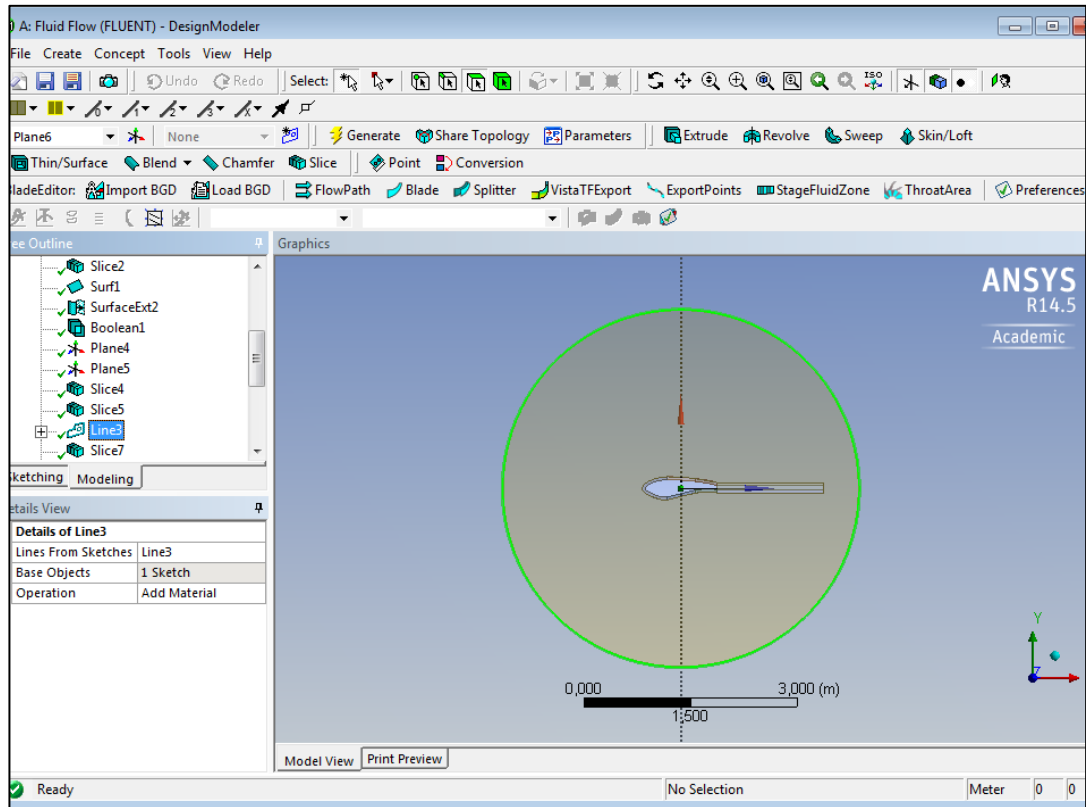 A: Fluid Flow (FLUENT) - DesignModeler
File Create Concept Tools View Help
Undo Redo Select: ISO
Plane6 None Generate Share Topology Parameters Extrude Revolve Sweep Skin/Loft
Thin/Surface Blend Chamfer Slice Point Conversion
BladeEditor: Import BGD Load BGD FlowPath Blade Splitter VistaTFExport ExportPoints StageFluidZone ThroatArea Preferences
ree Outline
Slice2
Surf1
SurfaceExt2
Boolean1
Plane4
Plane5
Slice4
Slice5
Line3
Slice7
Sketching Modeling
etails View
Details of Line3
Lines From Sketches Line3
Base Objects 1 Sketch
Operation Add Material
Graphics
ANSYS
R14.5
Academic
Y
Z
0,000 3,000 (m)
1,500
Model View Print Preview
Ready No Selection Meter 0 0